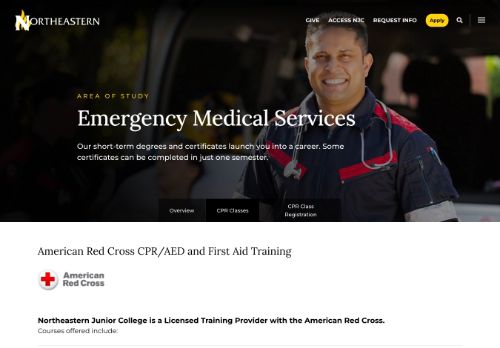 NORTHEASTERN
GIVE ACCESS NJC REQUEST INFO Apply
AREA OF STUDY
Emergency Medical Services
Our short-term degrees and certificates launch you into a career. Some
certificates can be completed in just one semester.
Overview CPR Classes CPR Class
Registration
American Red Cross CPR/AED and First Aid Training
American
Red Cross
Northeastern Junior College is a Licensed Training Provider with the American Red Cross.
Courses offered include: